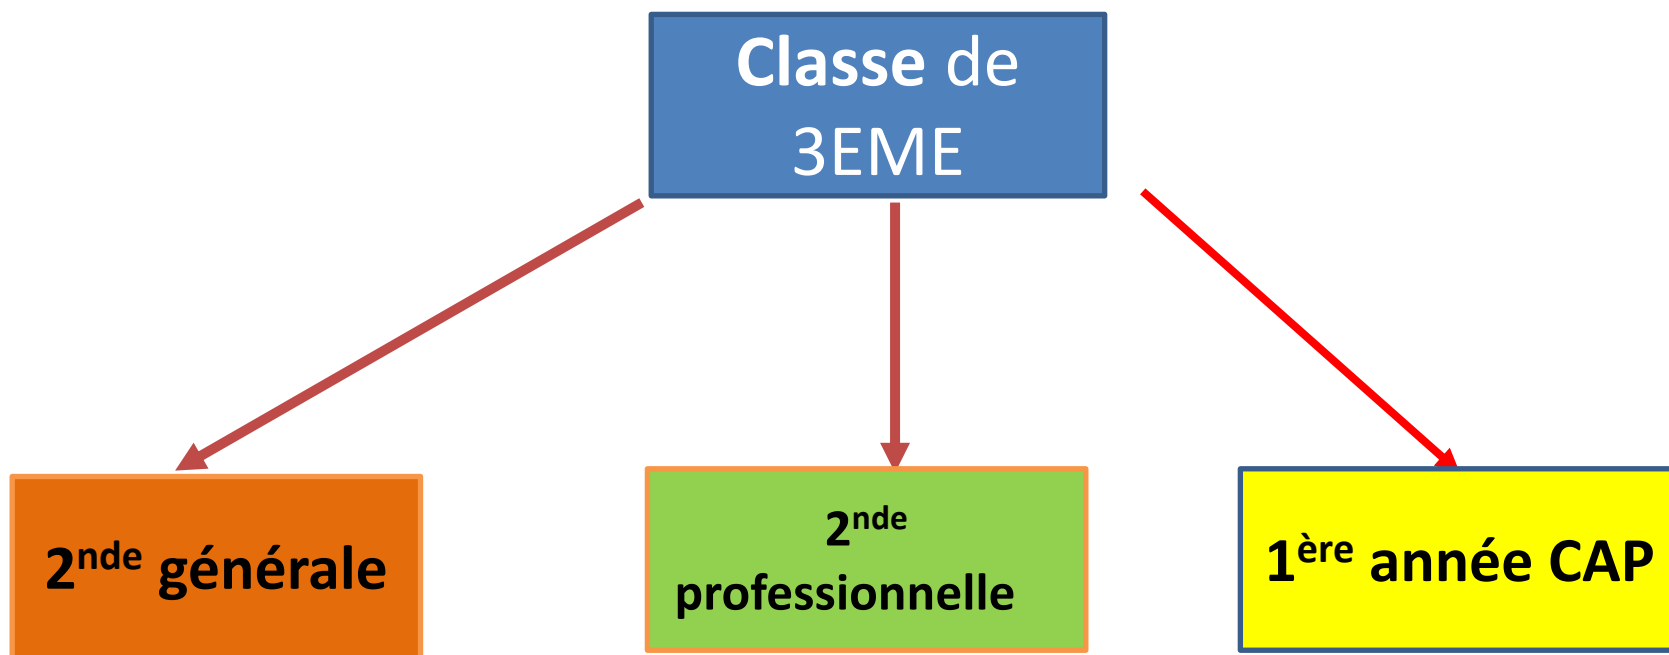 Classe de
3EME
2nde générale
2nde
professionnelle
1ère année CAP